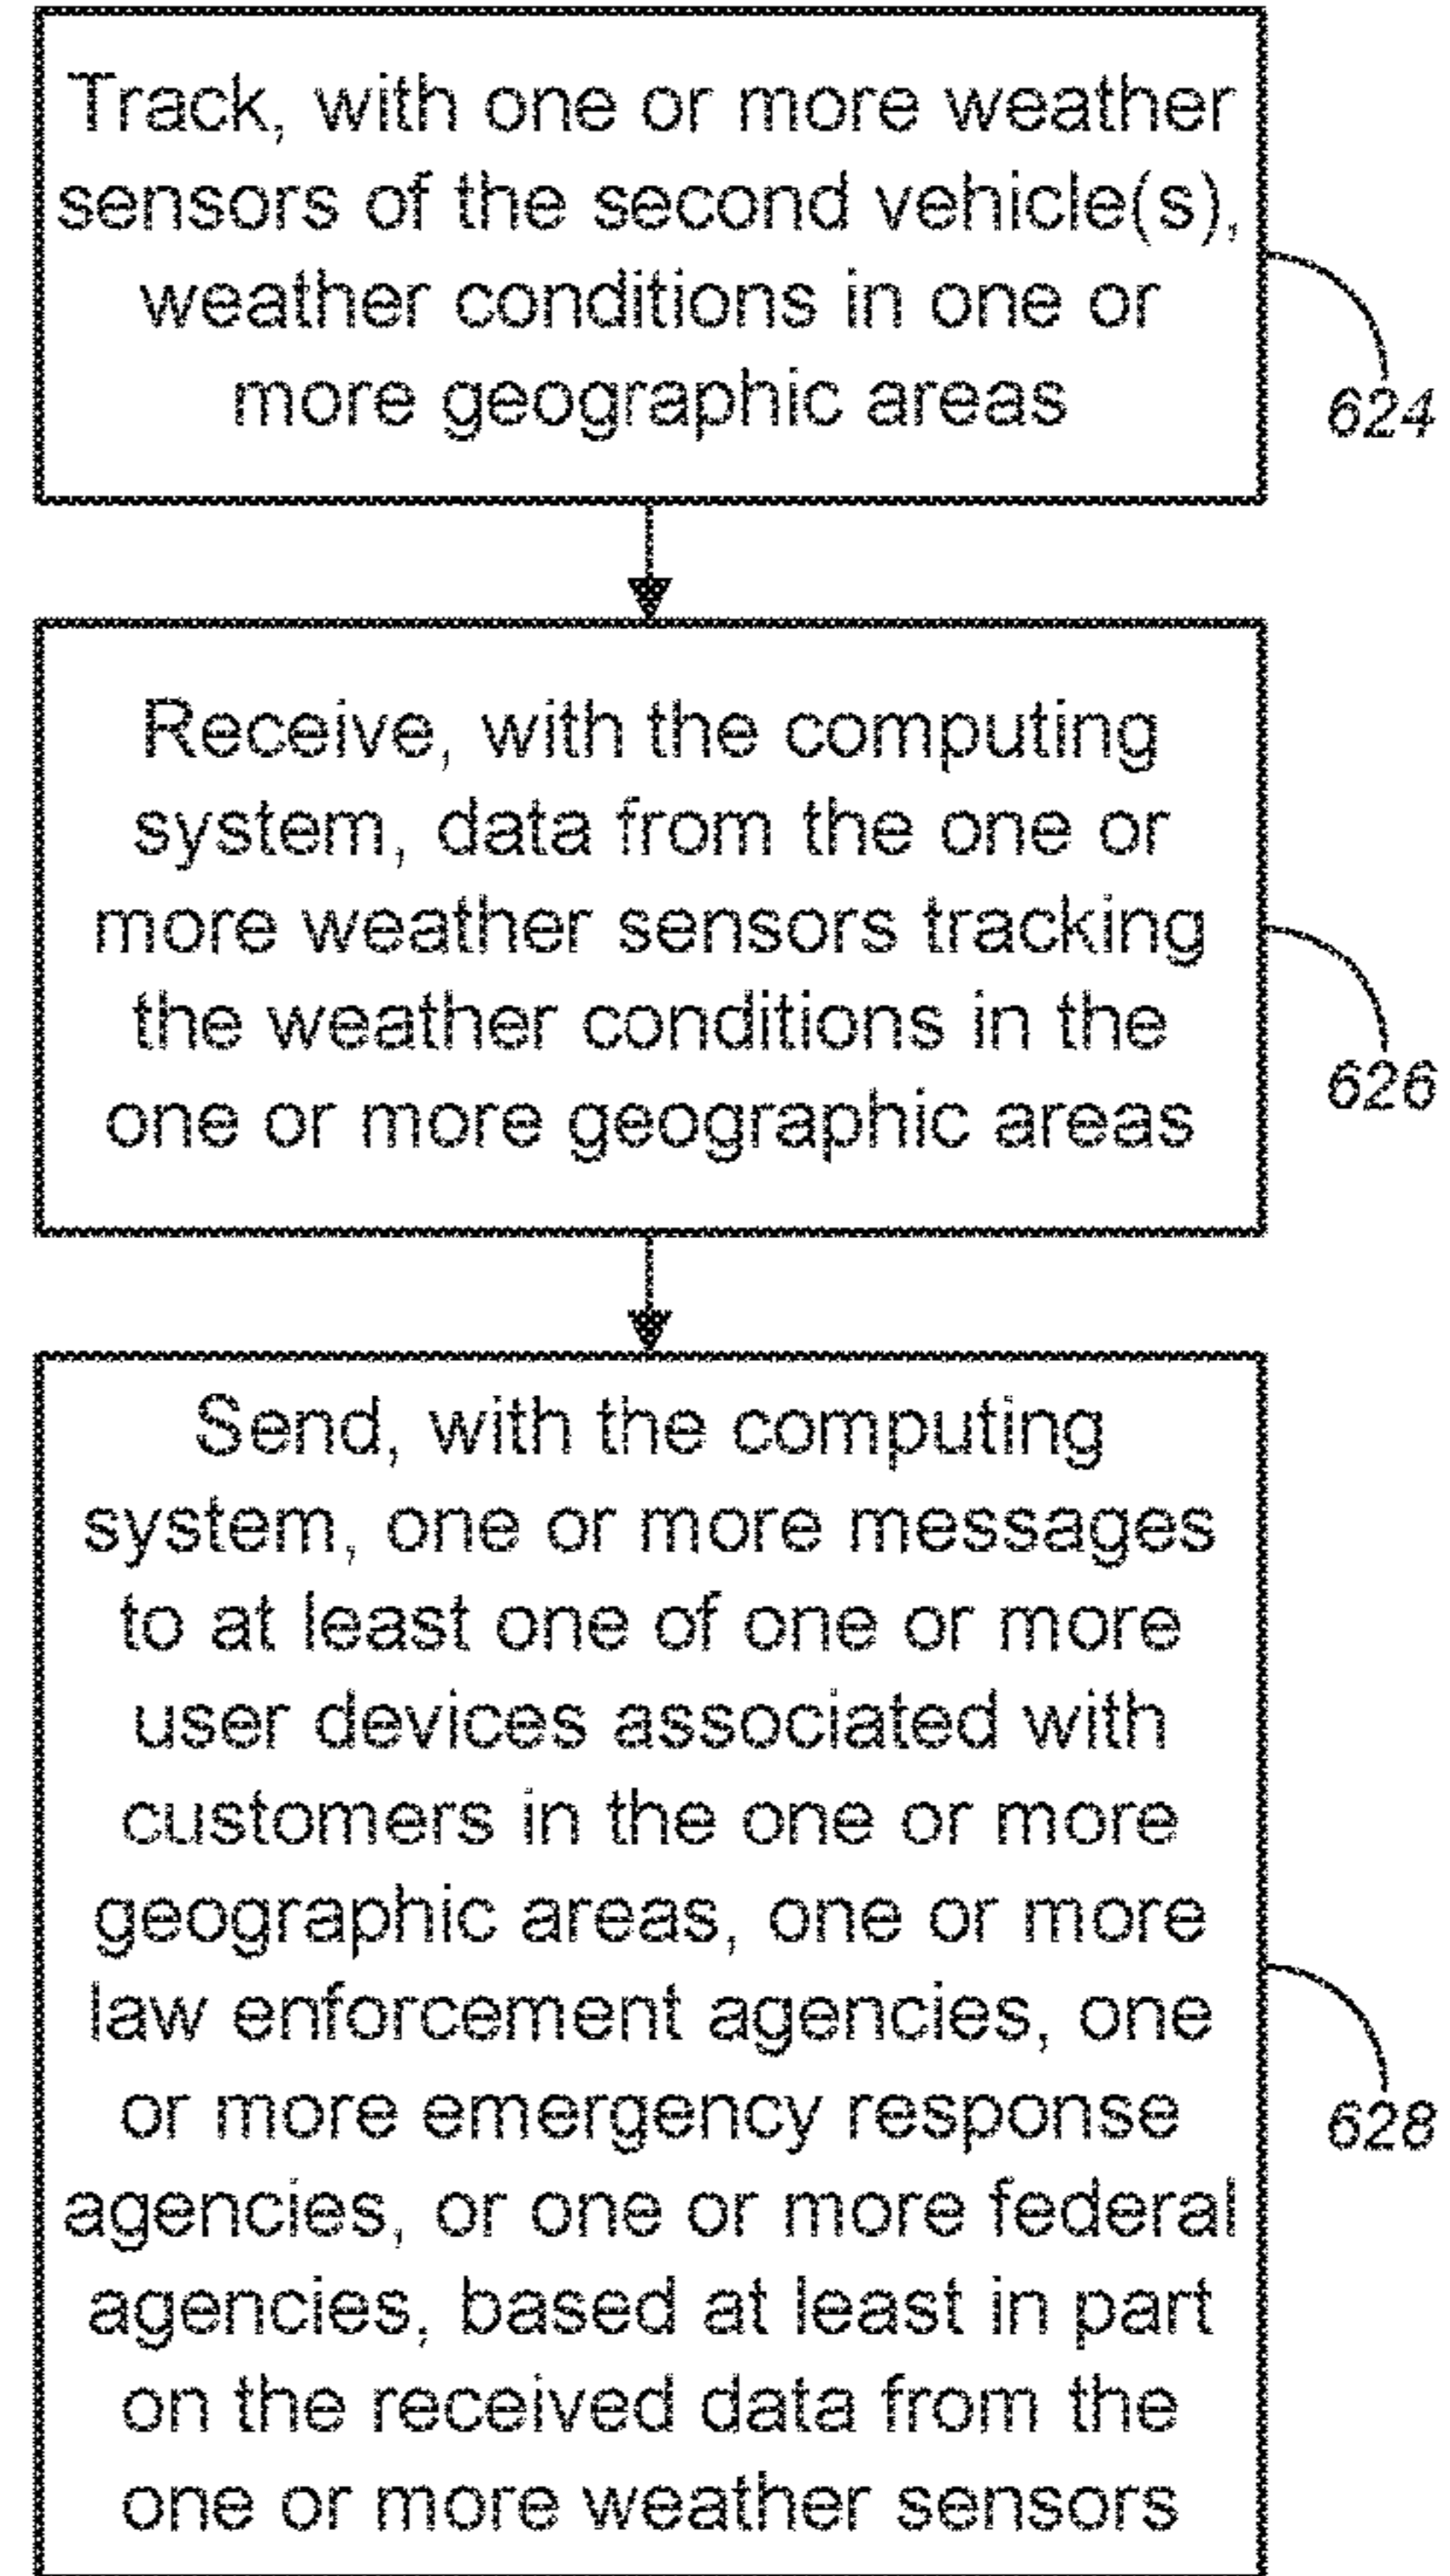 Track, with one or more weather
sensors of the second vehicle(s),
weather conditions in one or
more geographic areas
624
Receive, with the computing
system, data from the one or
more weather sensors tracking
the weather conditions in the
one or more geographic areas
626
Send, with the computing
system, one or more messages
to at least one of one or more
user devices associated with
customers in the one or more
geographic areas, one or more
law enforcement agencies, one
or more emergency response
agencies, or one or more federal
agencies, based at least in part
on the received data from the
one or more weather sensors
628